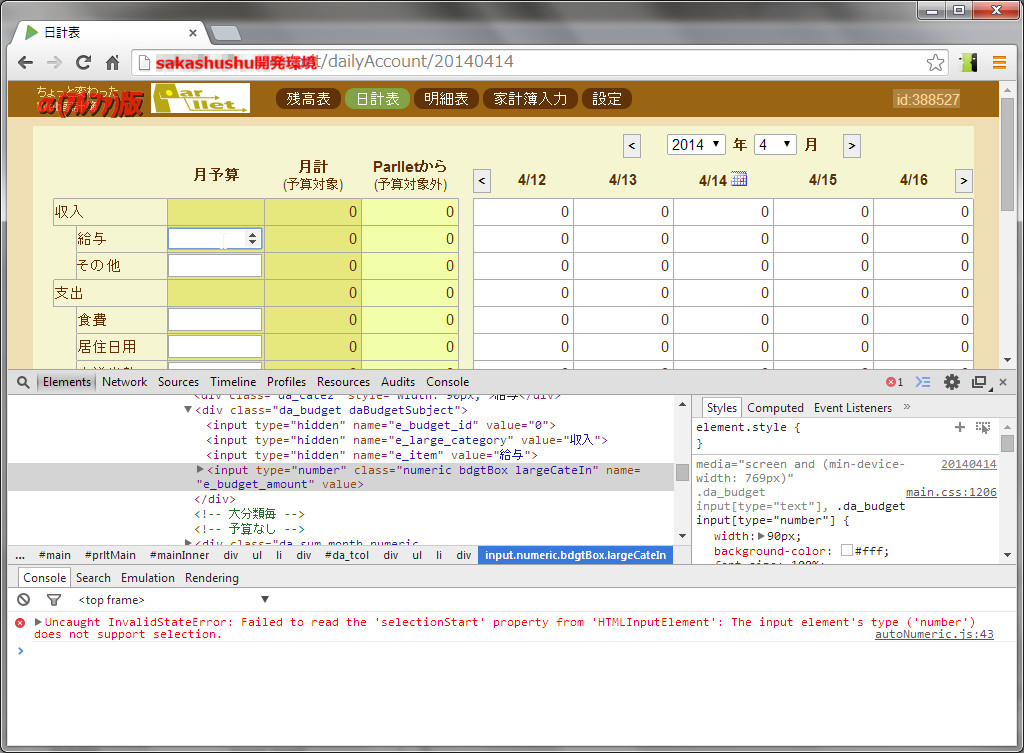 日計表
sakashushu開発環境/dailyAccount/20140414
ちょっと変わった
α(アルファ)版
Par
llet
残高表 日計表 明細表 家計簿入力 設定 id:388527
< 2014 年 4 月 >
月予算 月計 Parlletから < 4/12 4/13 4/14 4/15 4/16 >
(予算対象) (予算対象外)
収入 0 0 0 0 0 0 0
給与 0 0 0 0 0 0 0
その他 0 0 0 0 0 0 0
支出 0 0 0 0 0 0 0
食費 0 0 0 0 0 0 0
居住日用 0 0 0 0 0 0 0
Elements Network Sources Timeline Profiles Resources Audits Console 1
<div class="da_cate2" style="width: 90px;">給与</div>
▼<div class="da_budget daBudgetSubject">
<input type="hidden" name="e_budget_id" value="0">
<input type="hidden" name="e_large_category" value="収入">
<input type="hidden" name="e_item" value="給与">
▶<input type="number" class="numeric bdgtBox largeCateIn" name=
"e_budget_amount" value>
</div>
<!-- 大分類毎 -->
<!-- 予算なし -->
▶<div class="da_sum_month numeric
... #main #prltMain #mainInner div ul li div #da_tcol div ul li div input.numeric.bdgtBox.largeCateIn
Styles Computed Event Listeners »
element.style {
}
media="screen and (min-device-width: 769px)" 20140414
.da_budget main.css:1206
input[type="text"], .da_budget
input[type="number"] {
width:▶90px;
background-color: #fff;
font-size: 100%;
Console Search Emulation Rendering
<top frame> ▼
▶Uncaught InvalidStateError: Failed to read the 'selectionStart' property from 'HTMLInputElement': The input element's type ('number')
does not support selection. autoNumeric.js:43
>